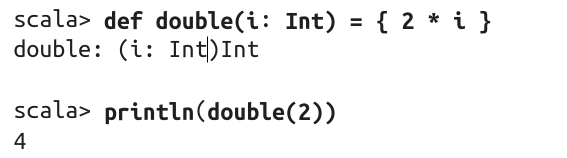 scala> def double(i: Int) = { 2 * i }
double: (i: Int)Int
scala> println(double(2))
4